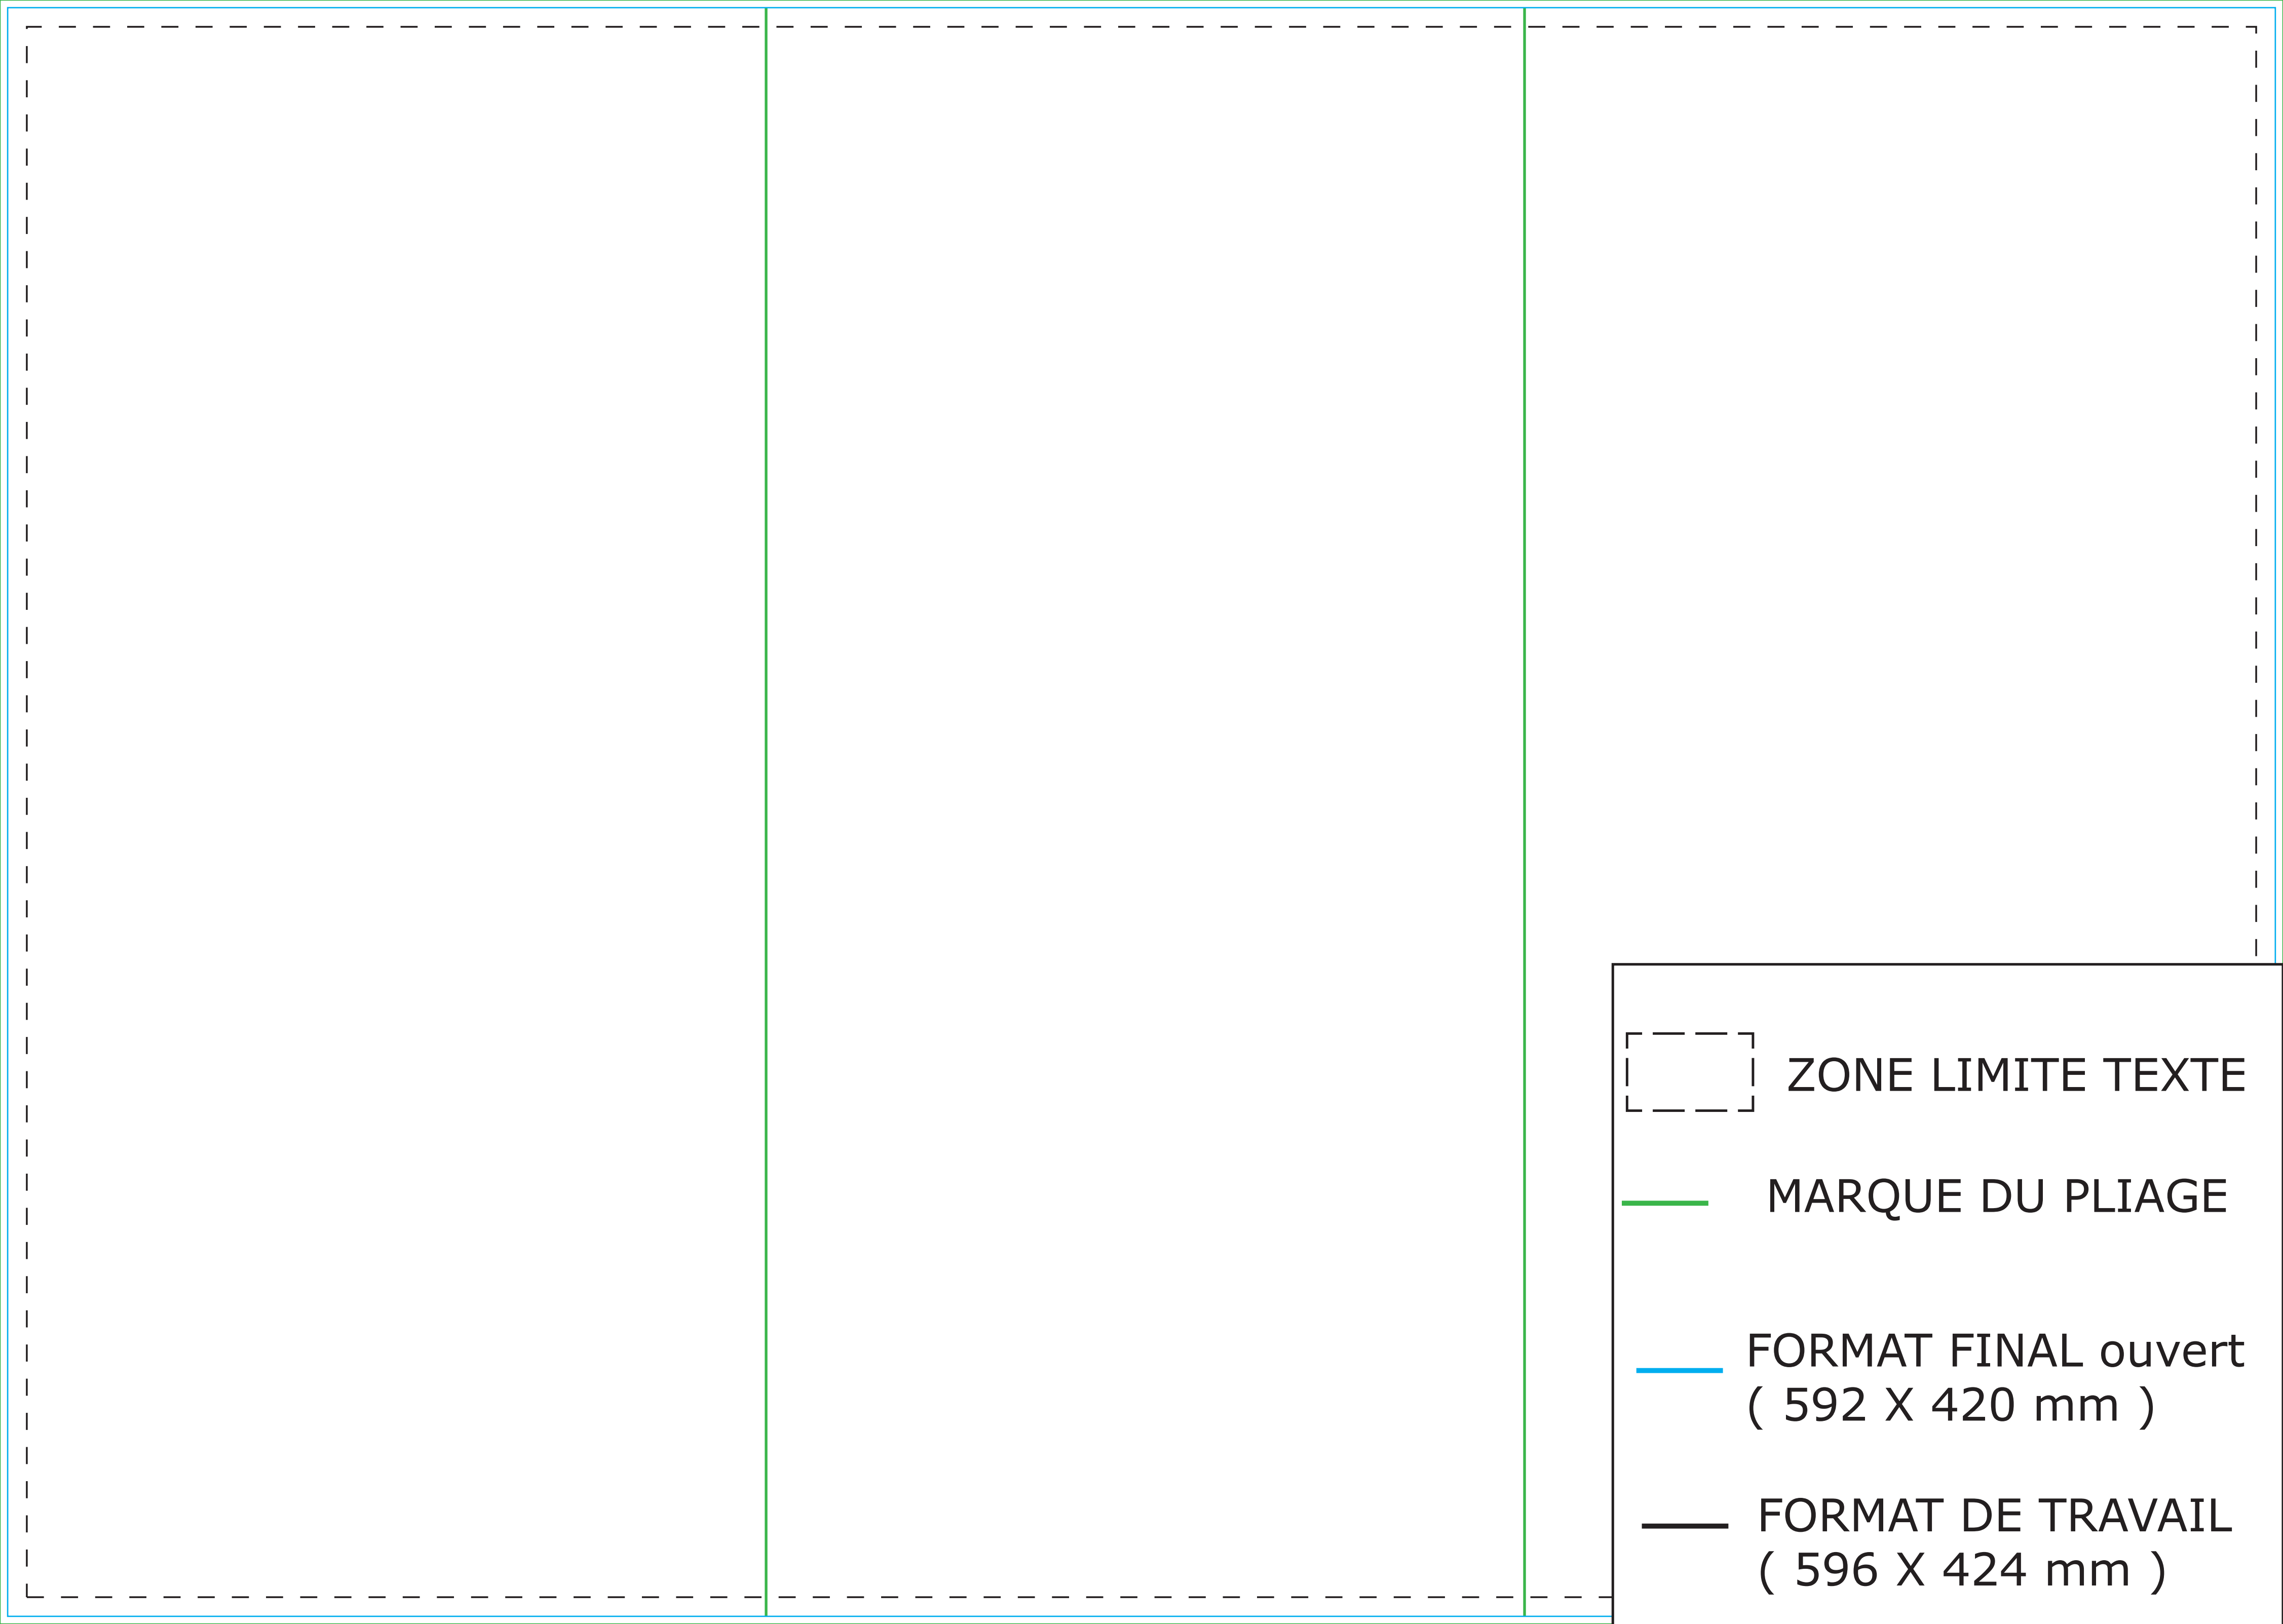 ZONE LIMITE TEXTE
MARQUE DU PLIAGE
FORMAT FINAL ouvert
( 592 X 420 mm )
FORMAT DE TRAVAIL
( 596 X 424 mm )